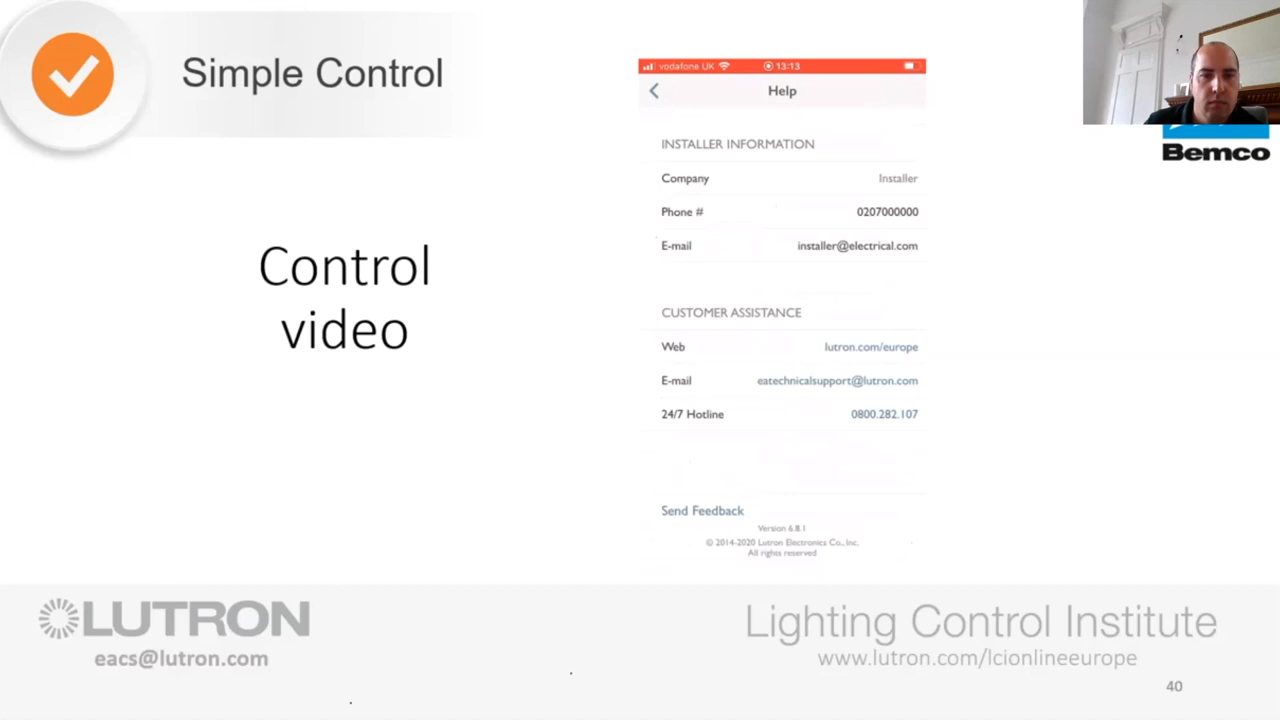 Simple Control
Control
video
vodafone UK 13:13
Help
INSTALLER INFORMATION
Company Installer
Phone # 0207000000
E-mail installer@electrical.com
CUSTOMER ASSISTANCE
Web lutron.com/europe
E-mail eatechnicalsupport@lutron.com
24/7 Hotline 0800.282.107
Send Feedback
Version 6.8.1
© 2014-2020 Lutron Electronics Co., Inc.
All rights reserved
Bemco
LUTRON
eacs@lutron.com
Lighting Control Institute
www.lutron.com/lcionlineeurope
40